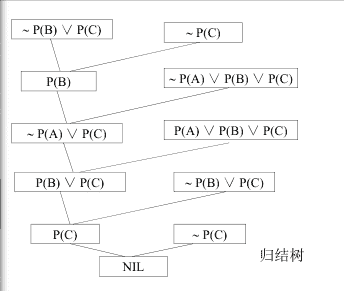 ~ P(B) ∨ P(C)
~ P(C)
P(B)
~ P(A) ∨ P(B) ∨ P(C)
~ P(A) ∨ P(C)
P(A) ∨ P(B) ∨ P(C)
P(B) ∨ P(C)
~ P(B) ∨ P(C)
P(C)
~ P(C)
归结树
NIL